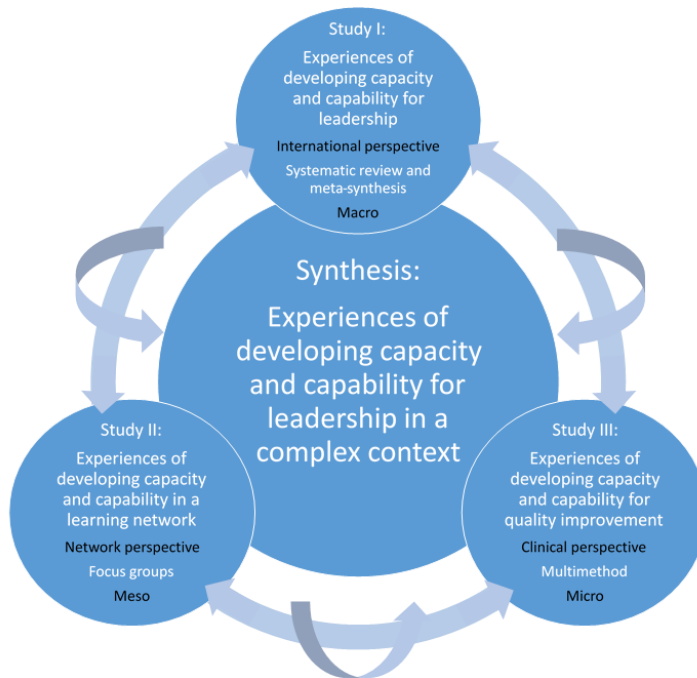 Study I:
Experiences of
developing capacity
and capability for
leadership
International perspective
Systematic review and
meta-synthesis
Macro
Synthesis:
Experiences of
developing capacity
and capability for
leadership in a
complex context
Study II:
Experiences of
developing capacity
and capability in a
learning network
Network perspective
Focus groups
Meso
Study III:
Experiences of
developing capacity
and capability for
quality improvement
Clinical perspective
Multimethod
Micro